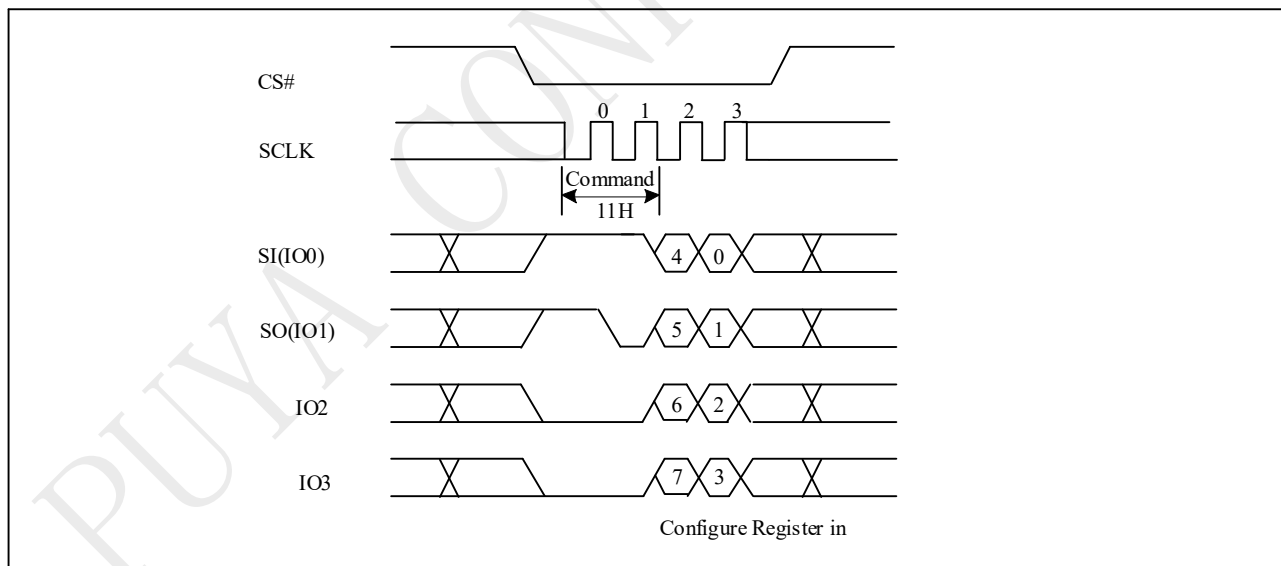 PUYA CONF
CS#
0 1 2 3
SCLK
Command
11H
SI(IO0)
4 0
SO(IO1)
5 1
IO2
6 2
IO3
7 3
Configure Register in